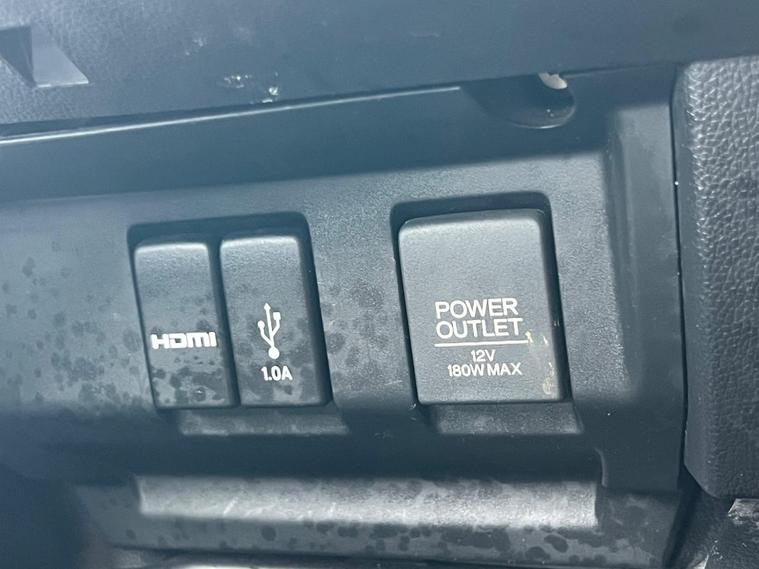 HDMI
1.0A
POWER
OUTLET
12V
180W MAX